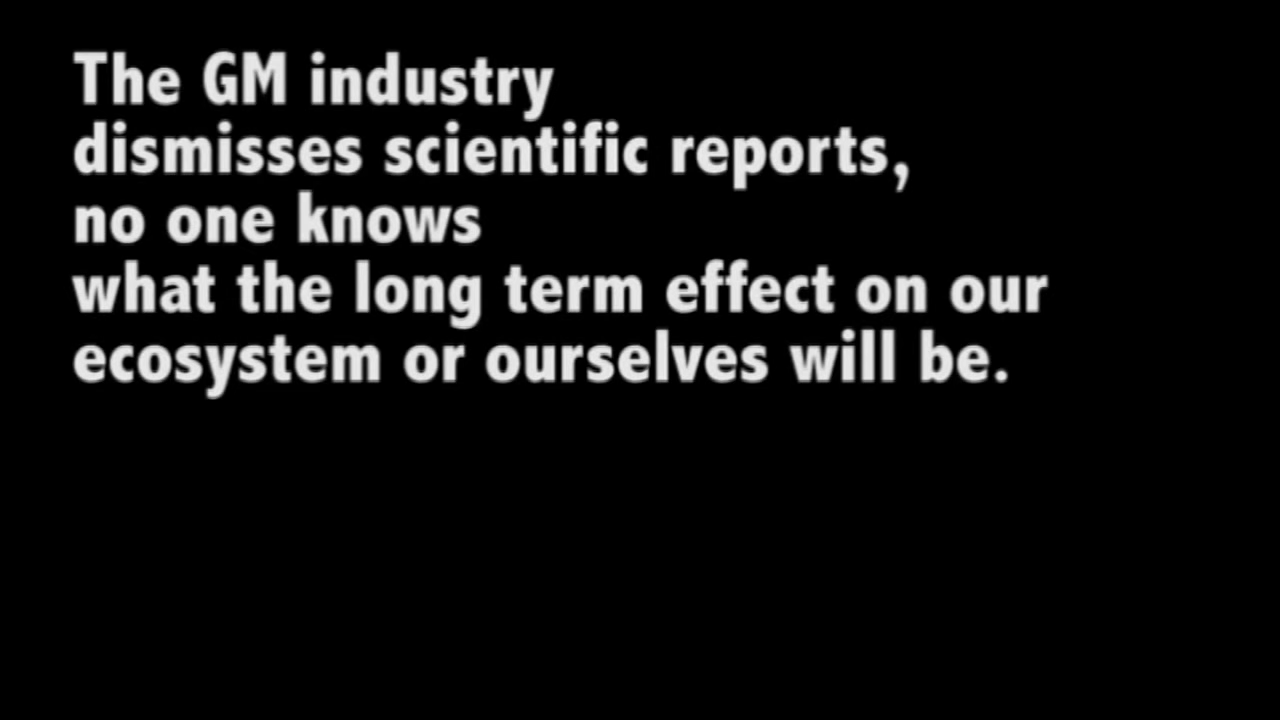 The GM industry
dismisses scientific reports,
no one knows
what the long term effect on our
ecosystem or ourselves will be.